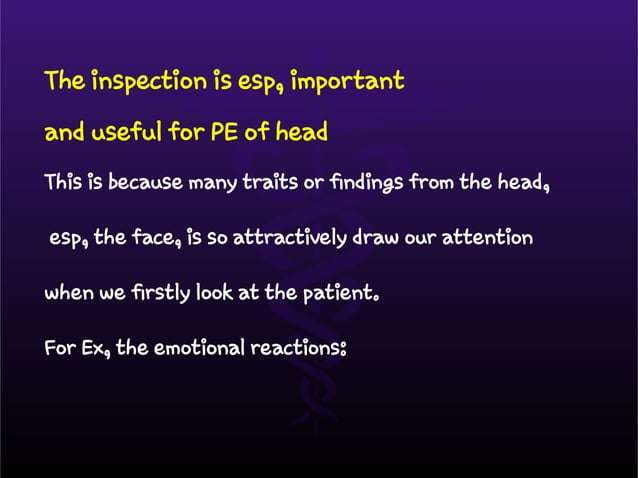 The inspection is esp, important
and useful for PE of head
This is because many traits or findings from the head,
esp, the face, is so attractively draw our attention
when we firstly look at the patient.
For Ex, the emotional reactions: